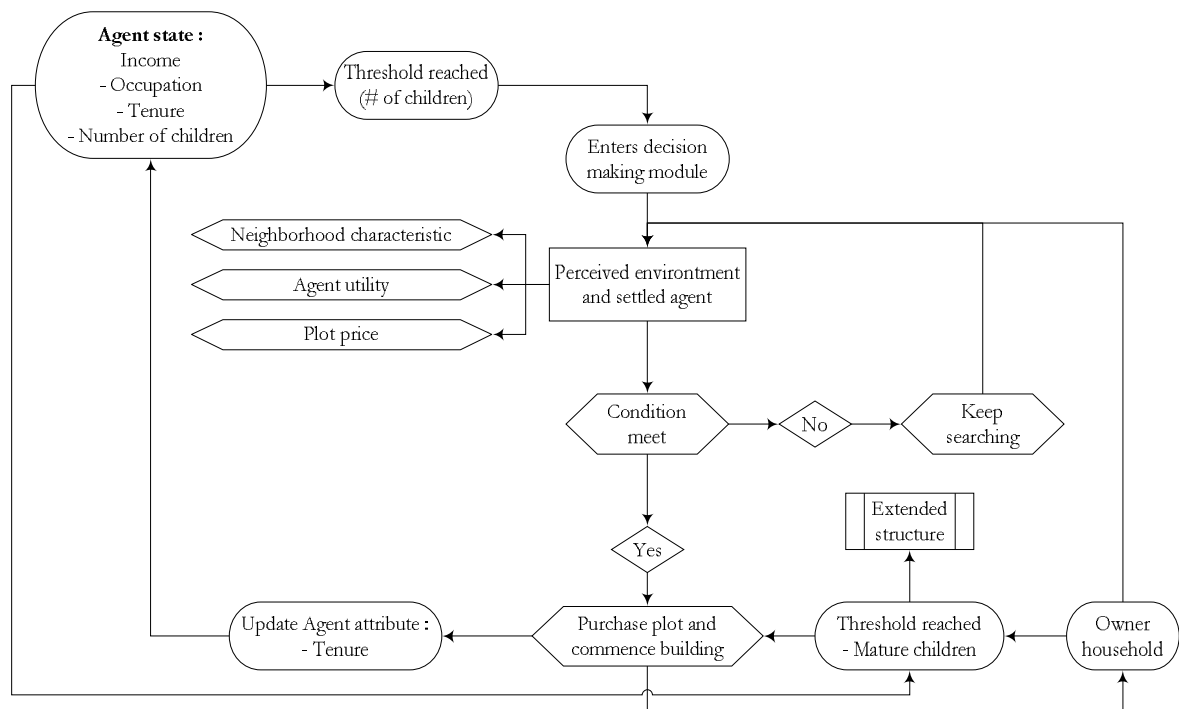 Agent state :
Income
- Occupation
- Tenure
- Number of children
Threshold reached
(# of children)
Enters decision
making module
Neighborhood characteristic
Agent utility
Plot price
Perceived environtment
and settled agent
Condition
meet
No
Keep
searching
Extended
structure
Yes
Update Agent attribute :
- Tenure
Purchase plot and
commence building
Threshold reached
- Mature children
Owner
household